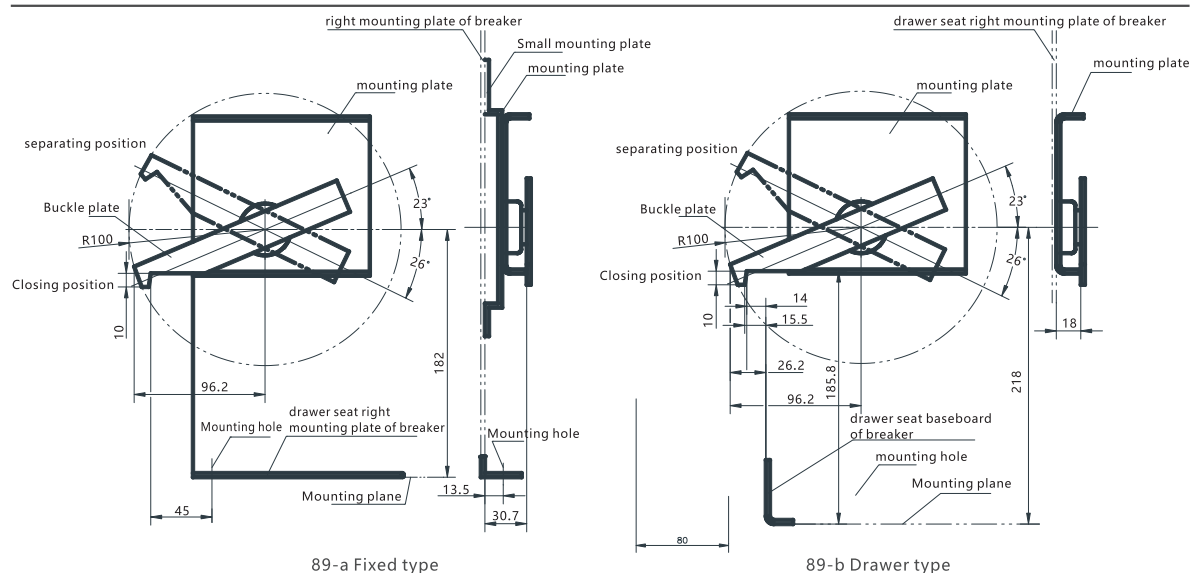 right mounting plate of breaker
Small mounting plate
mounting plate
mounting plate
separating position
Buckle plate
R100
Closing position
10
23°
26°
96.2
182
drawer seat right
mounting plate of breaker
Mounting hole
Mounting hole
Mounting plane
45
13.5
30.7
89-a Fixed type
drawer seat right mounting plate of breaker
mounting plate
mounting plate
separating position
Buckle plate
R100
Closing position
10
23°
26°
14
15.5
26.2
96.2
185.8
218
18
drawer seat baseboard
of breaker
mounting hole
Mounting plane
80
89-b Drawer type